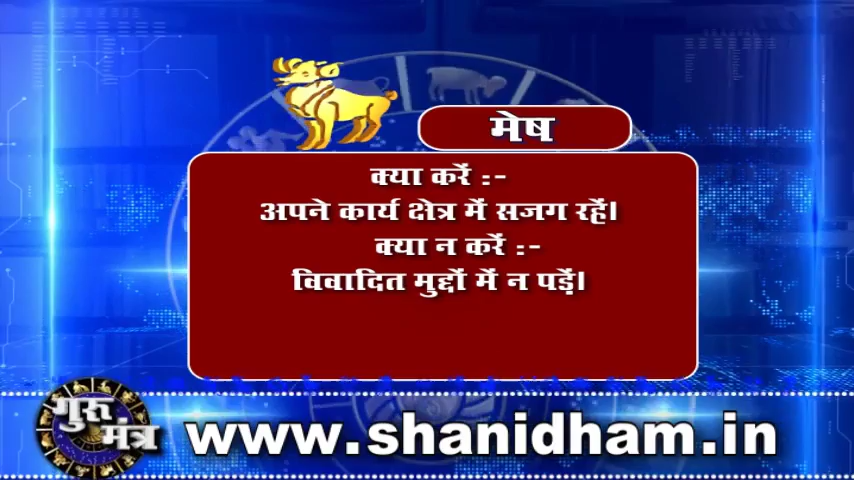 मेष
क्या करें :-
अपने कार्य क्षेत्र में सजग रहें।
क्या न करें :-
विवादित मुद्दों में न पड़ें।
गुरू
मंत्र
www.shanidham.in